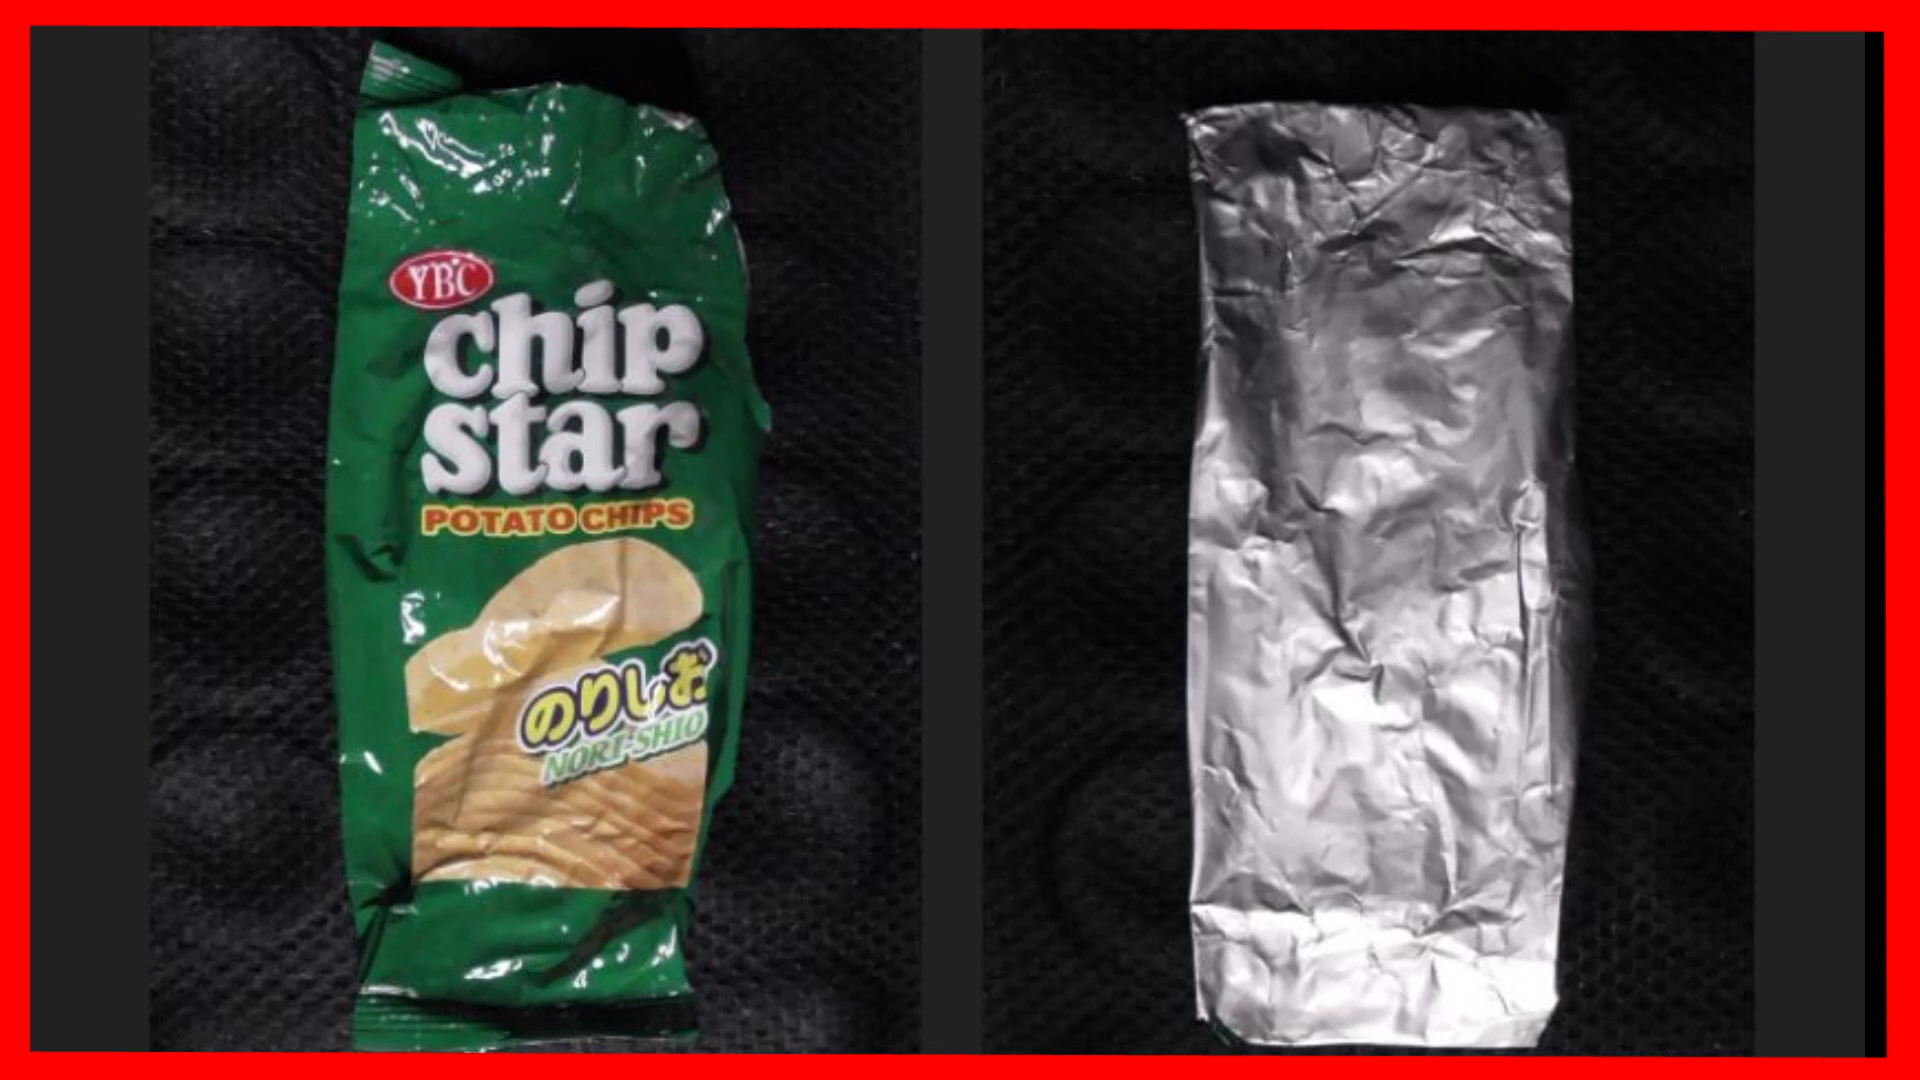 YBC
chip
star
POTATO CHIPS
のりしお
NORI-SHIO